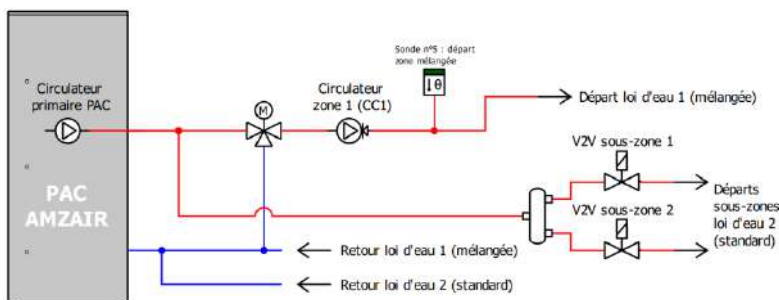 Sonde n°5 : départ
zone mélangée
Circulateur
primaire PAC
M
Circulateur
zone 1 (CC1)
θ
Départ loi d'eau 1 (mélangée)
V2V sous-zone 1
PAC
AMZAIR
Départs
sous-zones
loi d'eau 2
(standard)
V2V sous-zone 2
Retour loi d'eau 1 (mélangée)
Retour loi d'eau 2 (standard)